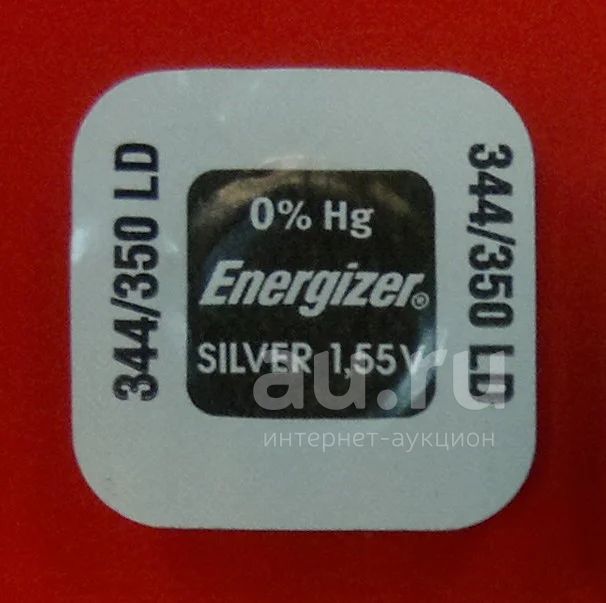 344/350 LD
0% Hg
Energizer®
SILVER 1,55V
344/350 LD
au.ru
интернет-аукцион